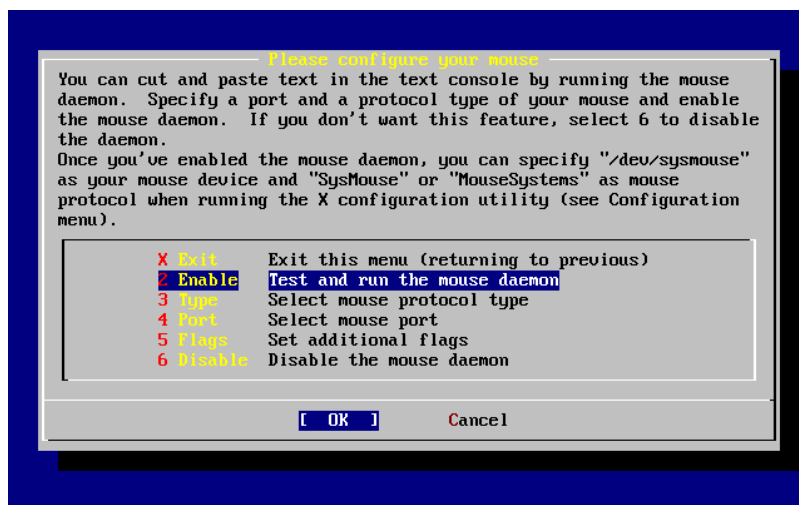 Please configure your mouse
You can cut and paste text in the text console by running the mouse
daemon.  Specify a port and a protocol type of your mouse and enable
the mouse daemon.  If you don't want this feature, select 6 to disable
the daemon.
Once you've enabled the mouse daemon, you can specify "/dev/sysmouse"
as your mouse device and "SysMouse" or "MouseSystems" as mouse
protocol when running the X configuration utility (see Configuration
menu).
X Exit Exit this menu (returning to previous)
2 Enable Test and run the mouse daemon
3 Type Select mouse protocol type
4 Port Select mouse port
5 Flags Set additional flags
6 Disable Disable the mouse daemon
[ OK ] Cancel